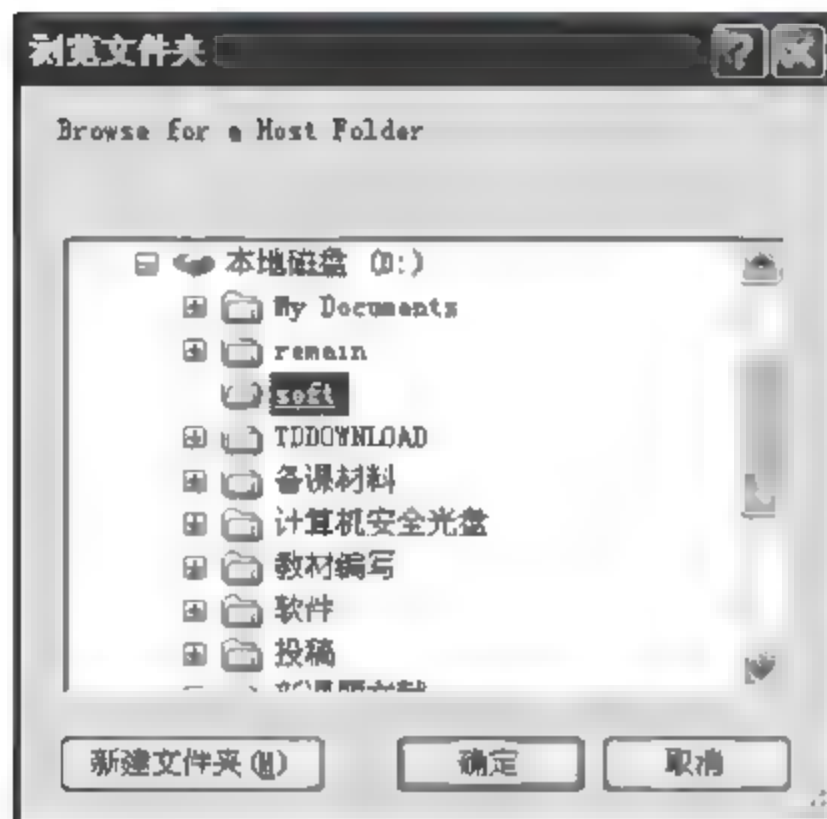 浏览文件夹
Browse for a Host Folder
本地磁盘 (D:)
My Documents
remain
soft
TDDOWNLOAD
备课材料
计算机安全光盘
教材编写
软件
投稿
新建文件夹(M)
确定
取消